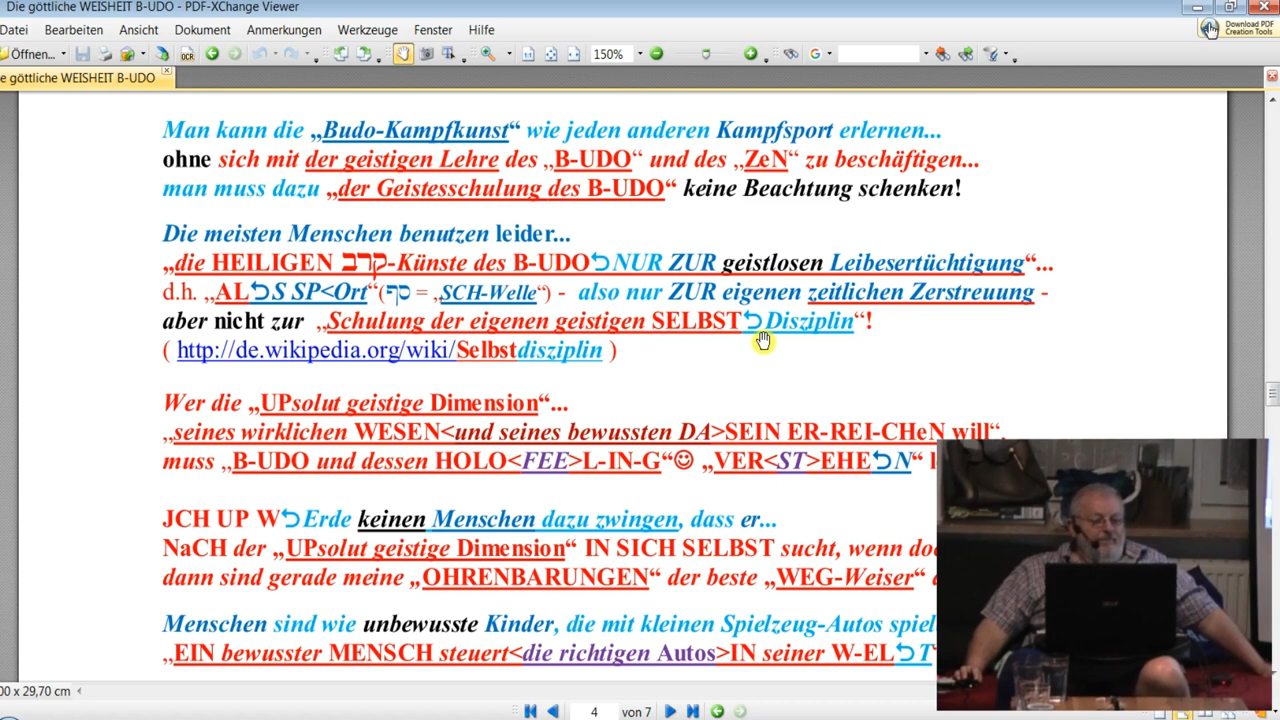 Die göttliche WEISHEIT B-UDO - PDF-XChange Viewer
Datei Bearbeiten Ansicht Dokument Anmerkungen Werkzeuge Fenster Hilfe
Download PDF
Creation Tools
Öffnen... OCR 150%
e göttliche WEISHEIT B-UDO
Man kann die „Budo-Kampfkunst“ wie jeden anderen Kampfsport erlernen...
ohne sich mit der geistigen Lehre des „B-UDO“ und des „ZeN“ zu beschäftigen...
man muss dazu „der Geistesschulung des B-UDO“ keine Beachtung schenken!
Die meisten Menschen benutzen leider...
„die HEILIGEN קרב-Künste des B-UDO⮌NUR ZUR geistlosen Leibesertüchtigung“...
d.h. „AL⮌S SP<Ort“(סף = „SCH-Welle“) - also nur ZUR eigenen zeitlichen Zerstreuung -
aber nicht zur „Schulung der eigenen geistigen SELBST⮌Disziplin“!
( http://de.wikipedia.org/wiki/Selbstdisziplin )
Wer die „UPsolut geistige Dimension“...
„seines wirklichen WESEN<und seines bewussten DA>SEIN ER-REI-CHeN will“,
muss „B-UDO und dessen HOLO<FEE>L-IN-G“☺ „VER<ST>EHE⮌N“
JCH UP W⮌Erde keinen Menschen dazu zwingen, dass er...
NaCH der „UPsolut geistige Dimension“ IN SICH SELBST sucht, wenn
dann sind gerade meine „OHRENBARUNGEN“ der beste „WEG-Weiser“
Menschen sind wie unbewusste Kinder, die mit kleinen Spielzeug-Autos
„EIN bewusster MENSCH steuert<die richtigen Autos>IN seiner W-EL⮌T
00 x 29,70 cm
4 von 7